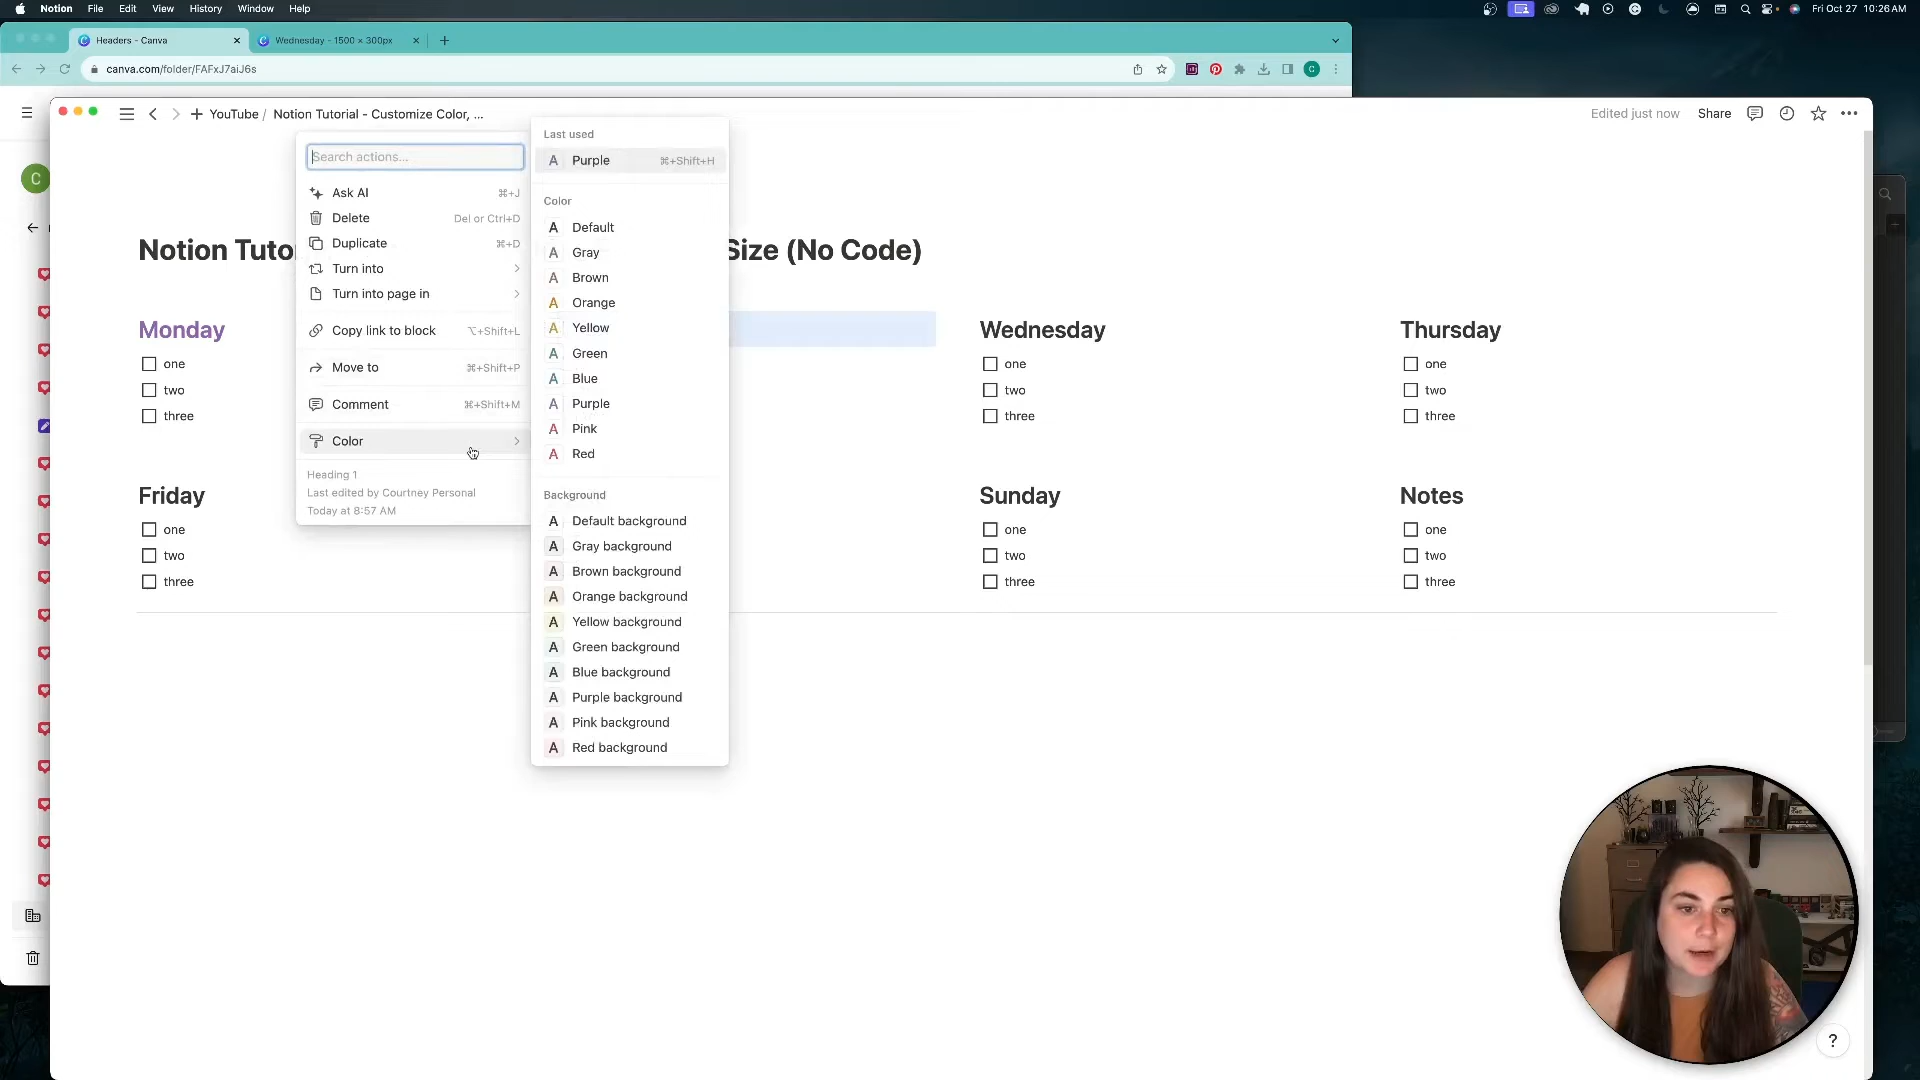 Notion File Edit View History Window Help
Fri Oct 27 10:26 AM
Headers - Canva
Wednesday - 1500 × 300px
canva.com/folder/FAFxJ7aiJ6s
C
YouTube / Notion Tutorial - Customize Color, ...
Edited just now Share
C
Search actions...
Ask AI ⌘+J
Delete Del or Ctrl+D
Duplicate ⌘+D
Turn into
Turn into page in
Copy link to block ⌥+Shift+L
Move to ⌘+Shift+P
Comment ⌘+Shift+M
Color
Heading 1
Last edited by Courtney Personal
Today at 8:57 AM
Last used
A Purple ⌘+Shift+H
Color
A Default
A Gray
A Brown
A Orange
A Yellow
A Green
A Blue
A Purple
A Pink
A Red
Background
A Default background
A Gray background
A Brown background
A Orange background
A Yellow background
A Green background
A Blue background
A Purple background
A Pink background
A Red background
Notion Size (No Code)
Monday
one
two
three
Wednesday
one
two
three
Thursday
one
two
three
Friday
one
two
three
Sunday
one
two
three
Notes
one
two
three
?